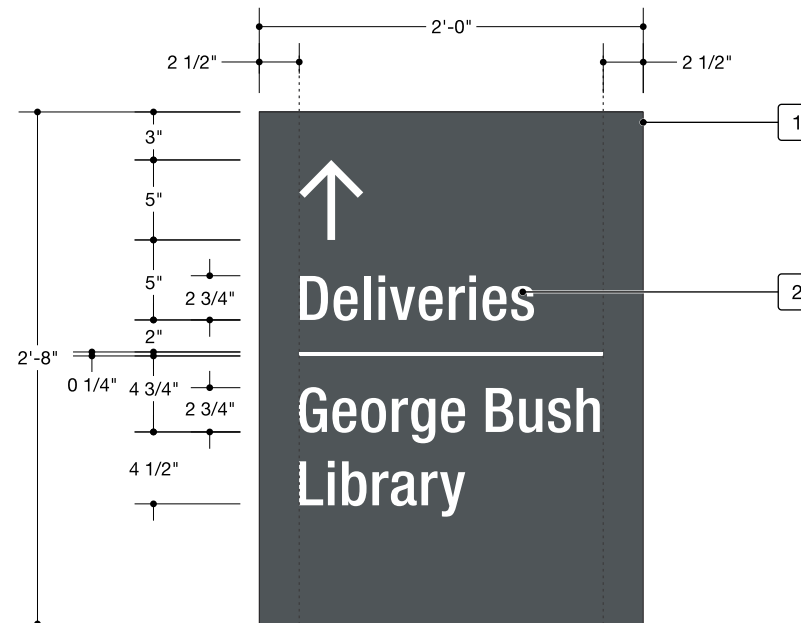 2'-0"
2 1/2" 2 1/2"
1
3"
5"
5"
2 3/4"
Deliveries
2
2"
2'-8"
0 1/4" 4 3/4"
2 3/4"
George Bush
4 1/2"
Library